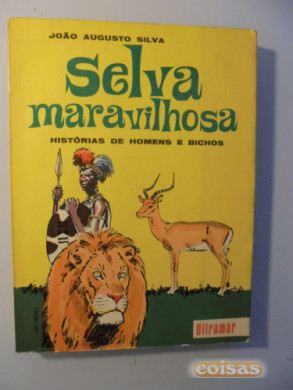 JOÃO AUGUSTO SILVA
selva
maravilhosa
HISTÓRIAS DE HOMENS E BICHOS
Ultramar
coisas